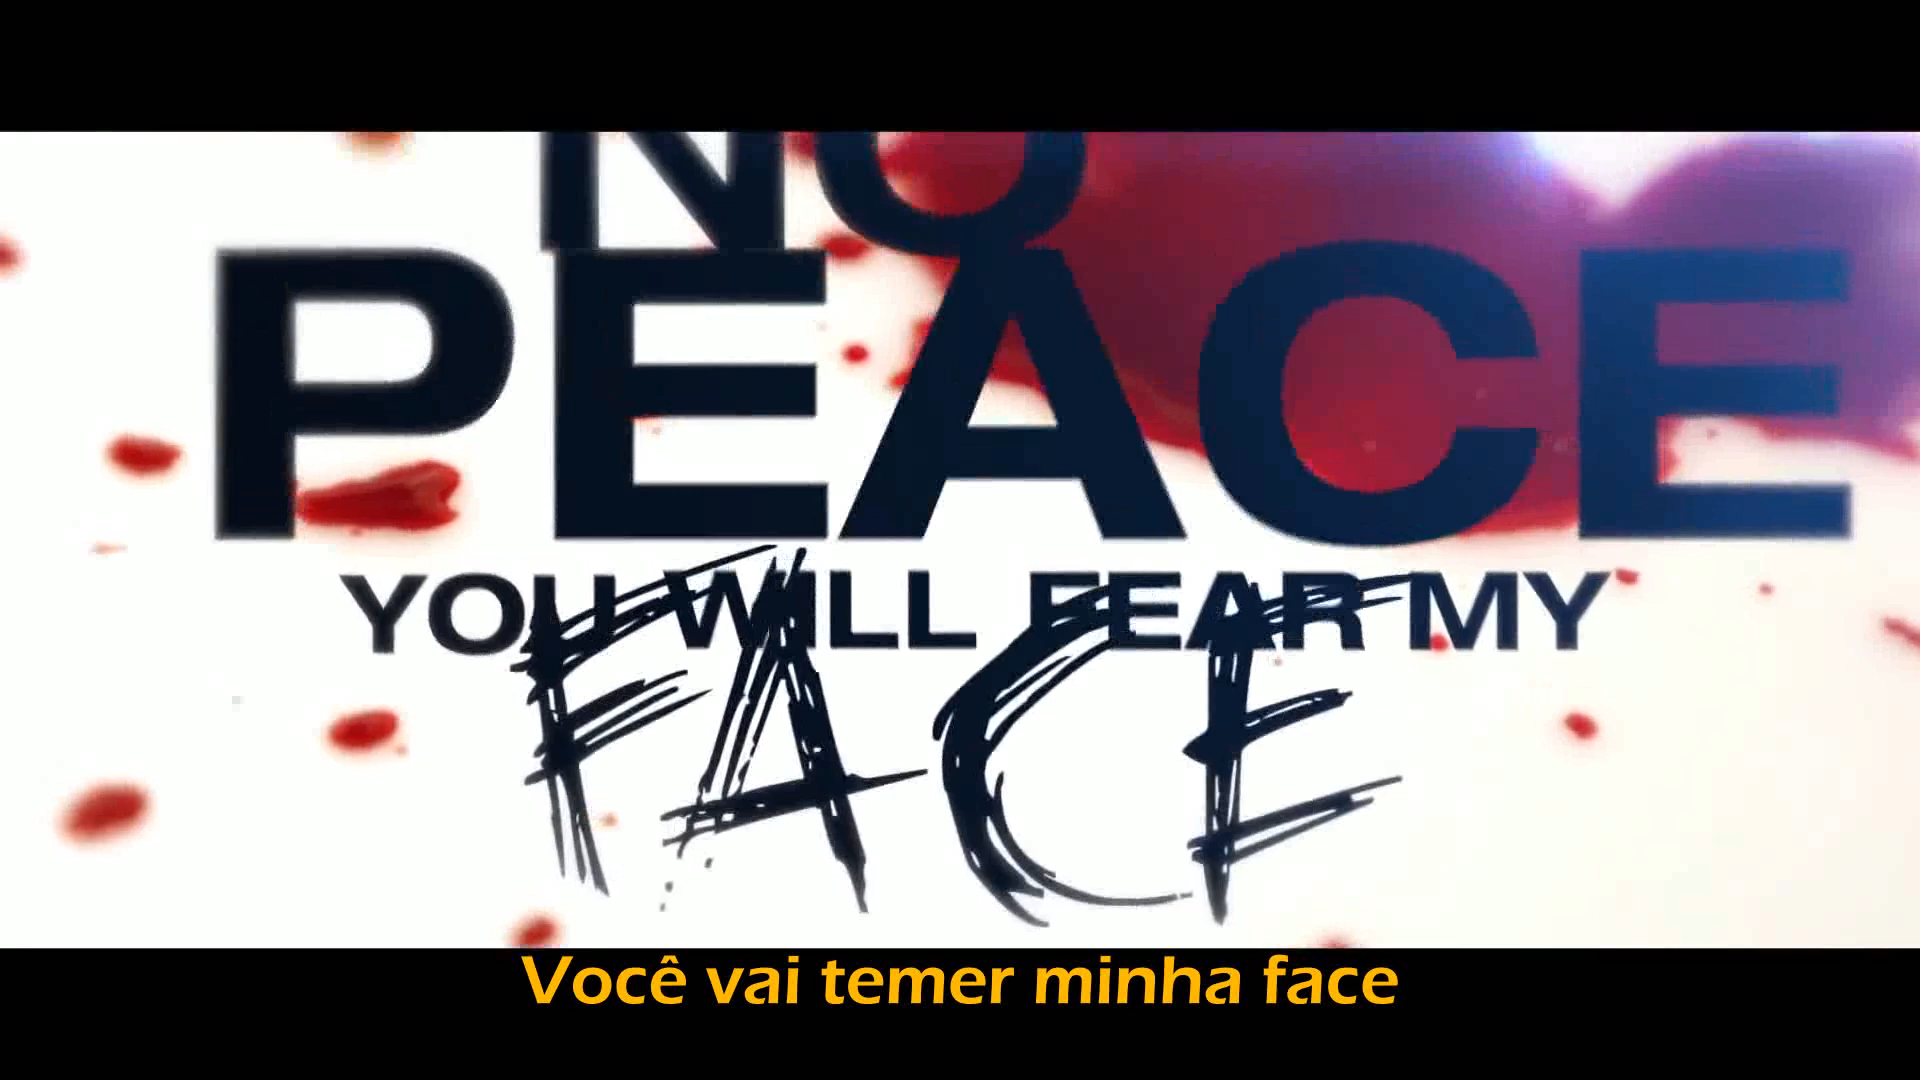 NO
PEACE
YOU WILL FEAR MY
FACE
Você vai temer minha face